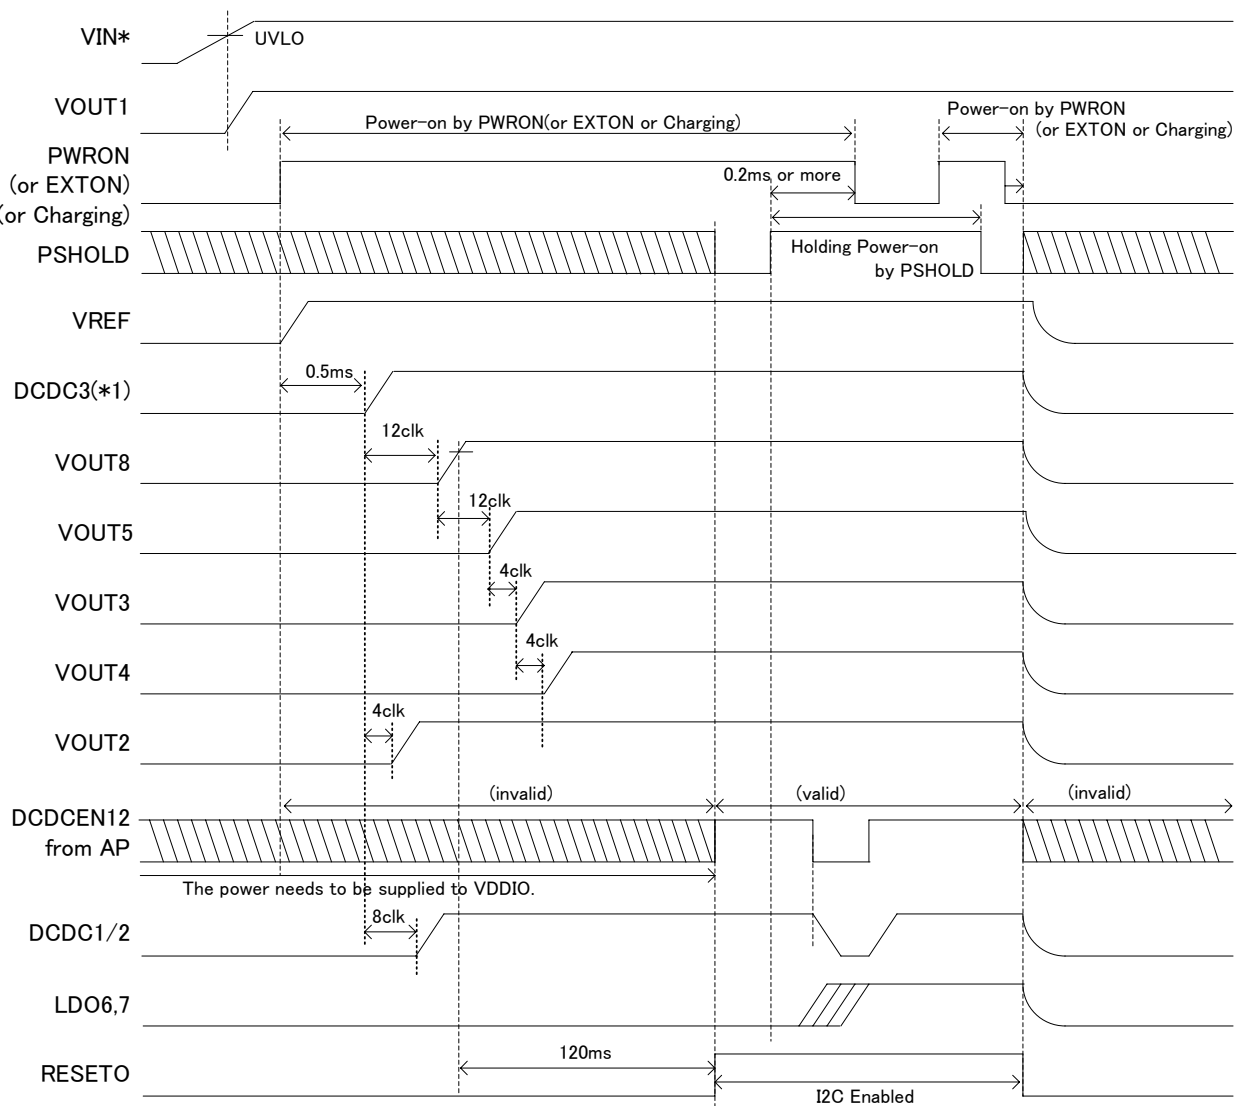 VIN*
UVLO
VOUT1
Power-on by PWRON(or EXTON or Charging)
Power-on by PWRON
(or EXTON or Charging)
PWRON
(or EXTON)
(or Charging)
0.2ms or more
PSHOLD
Holding Power-on
by PSHOLD
VREF
0.5ms
DCDC3(*1)
12clk
VOUT8
12clk
VOUT5
4clk
VOUT3
4clk
VOUT4
4clk
VOUT2
(invalid)
(valid)
(invalid)
DCDCEN12
from AP
The power needs to be supplied to VDDIO.
8clk
DCDC1/2
LDO6,7
120ms
RESETO
I2C Enabled